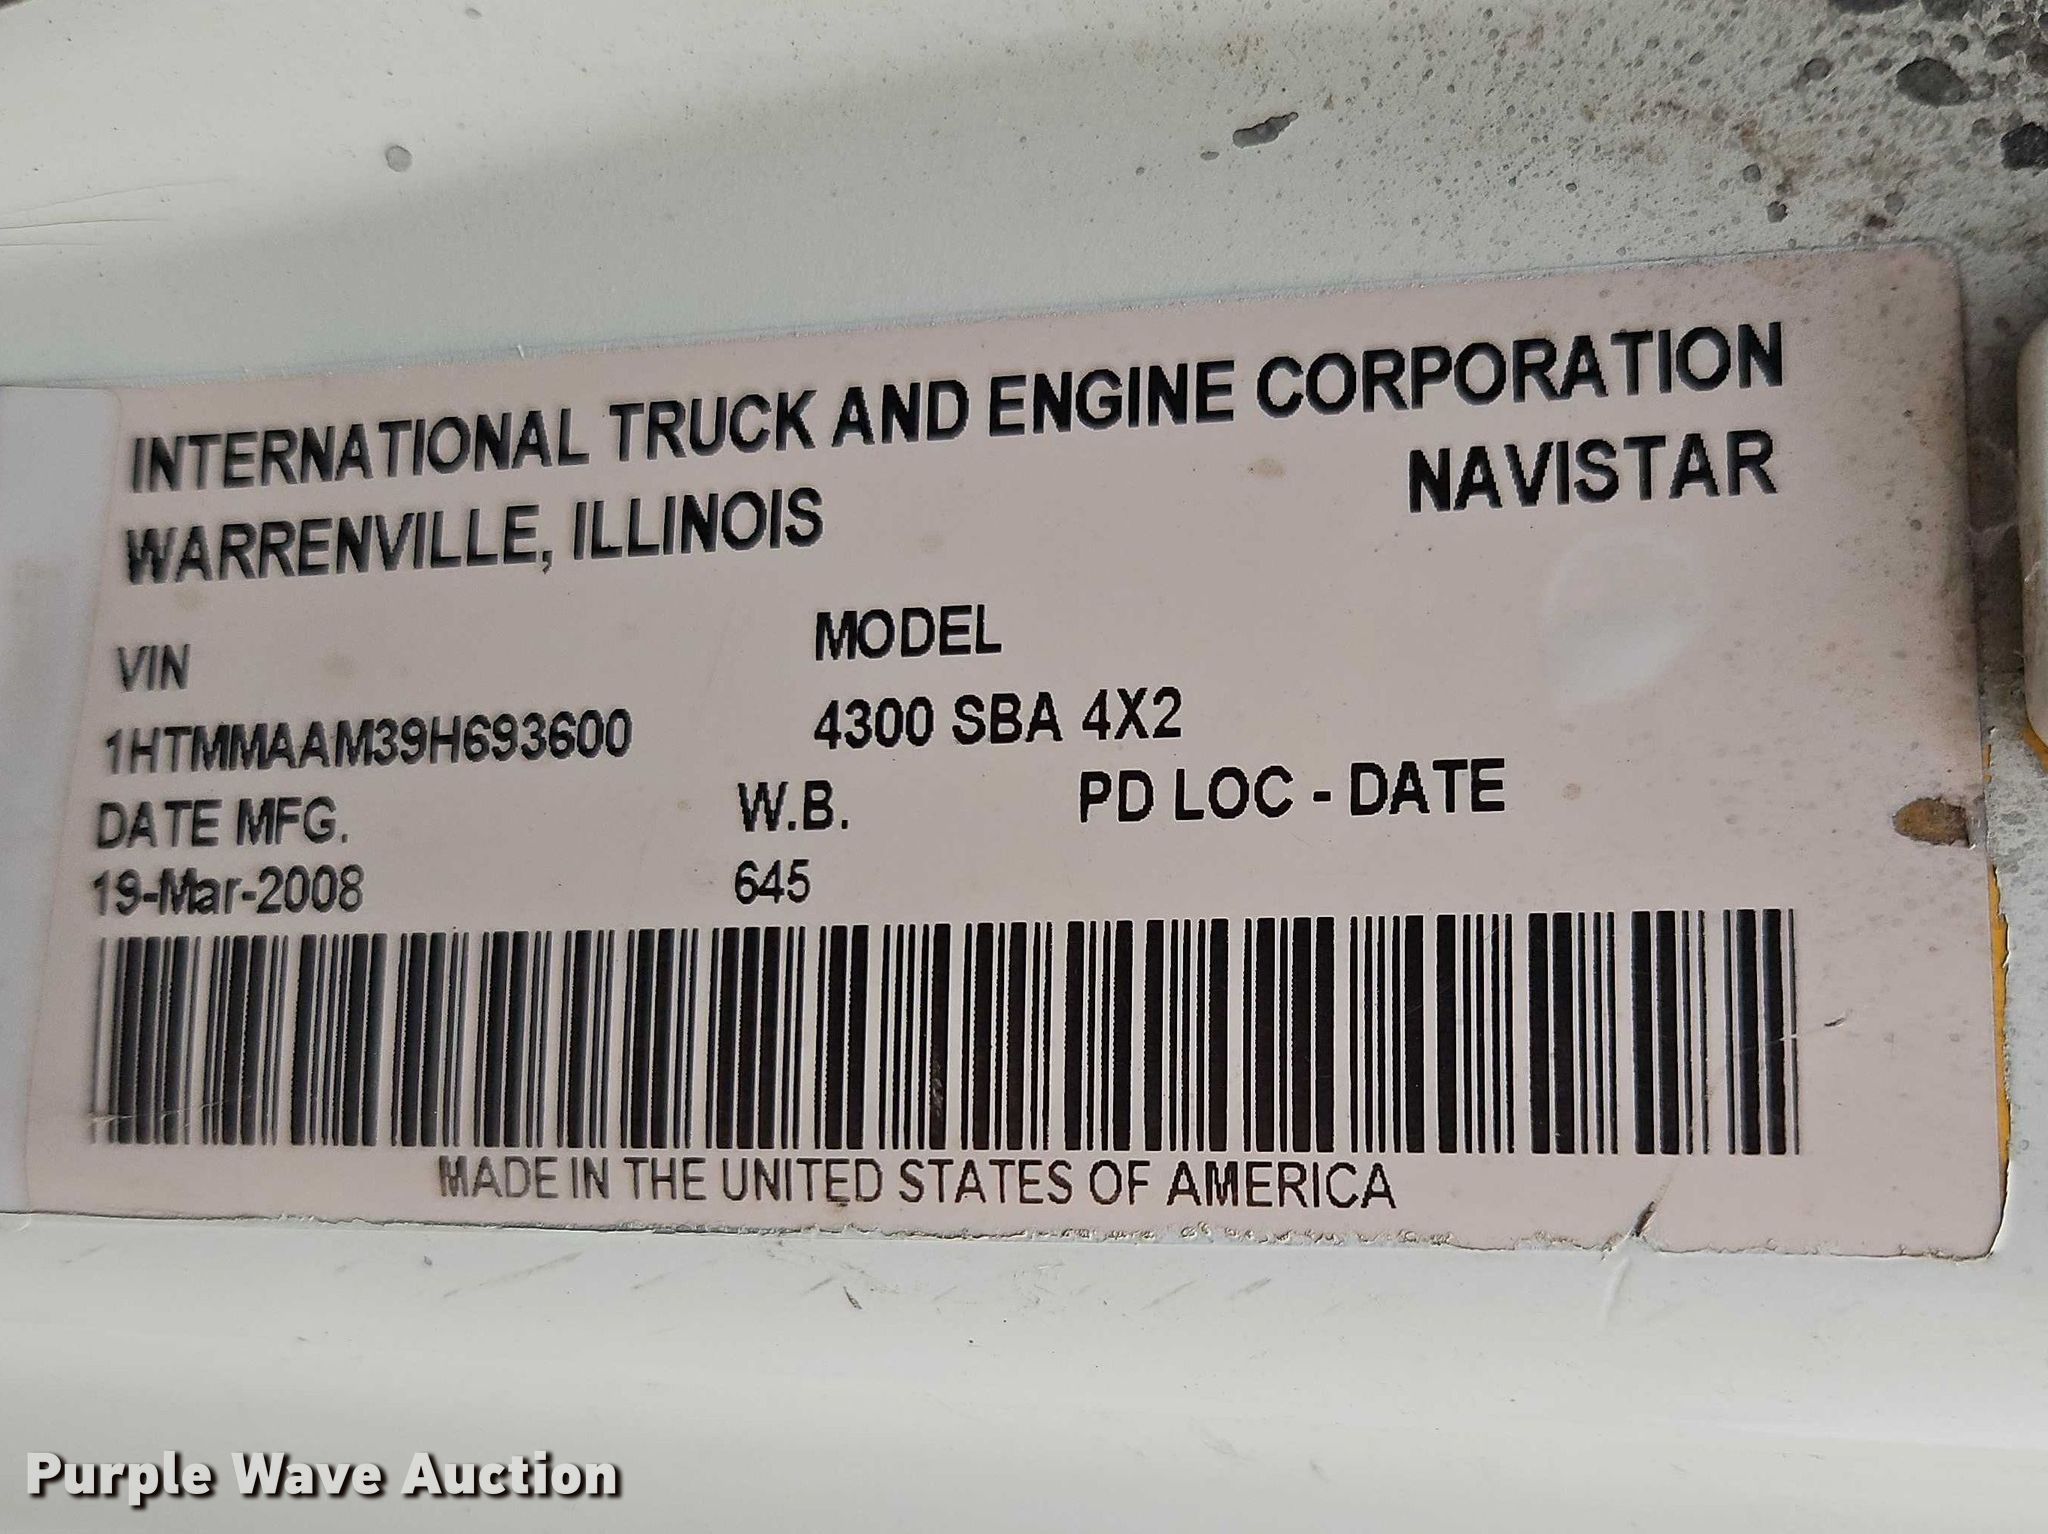 INTERNATIONAL TRUCK AND ENGINE CORPORATION
WARRENVILLE, ILLINOIS NAVISTAR
VIN MODEL
1HTMMAAM39H693600 4300 SBA 4X2
DATE MFG. W.B. PD LOC - DATE
19-Mar-2008 645
MADE IN THE UNITED STATES OF AMERICA
Purple Wave Auction